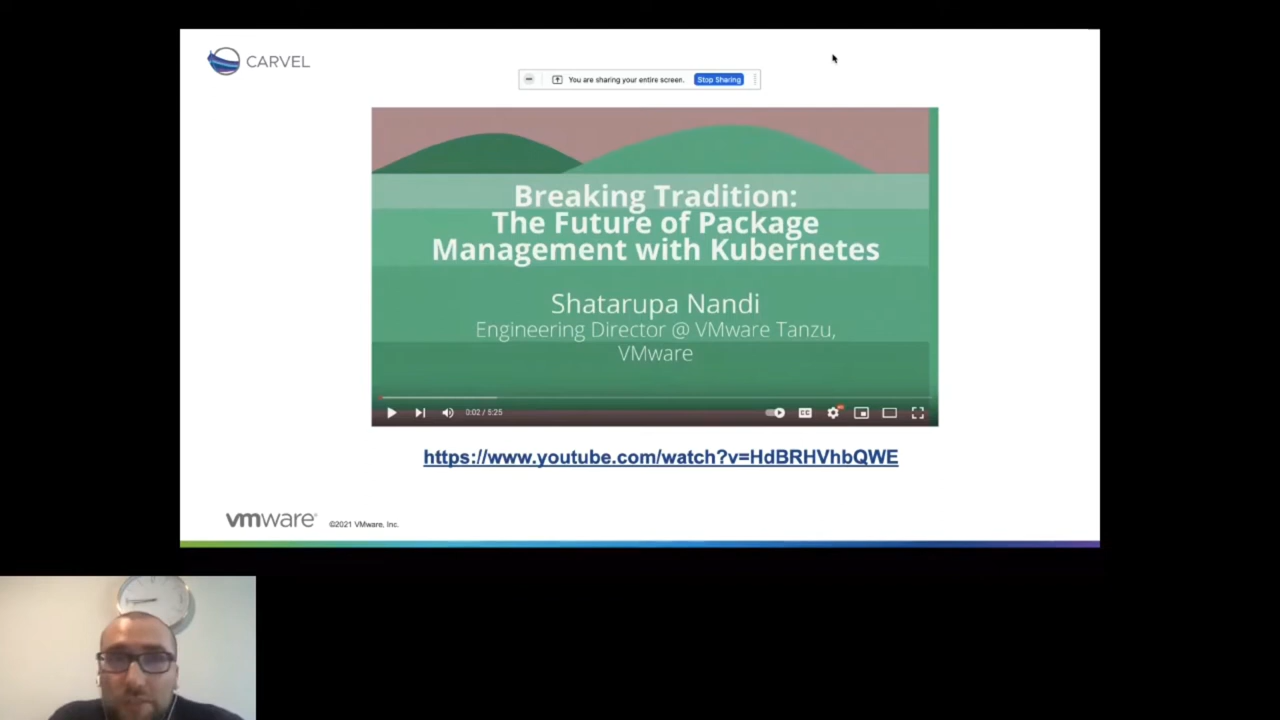 CARVEL
You are sharing your entire screen. Stop Sharing
Breaking Tradition:
The Future of Package
Management with Kubernetes
Shatarupa Nandi
Engineering Director @ VMware Tanzu,
VMware
0:02 / 5:25
CC
https://www.youtube.com/watch?v=HdBRHVhbQWE
vmware ©2021 VMware, Inc.